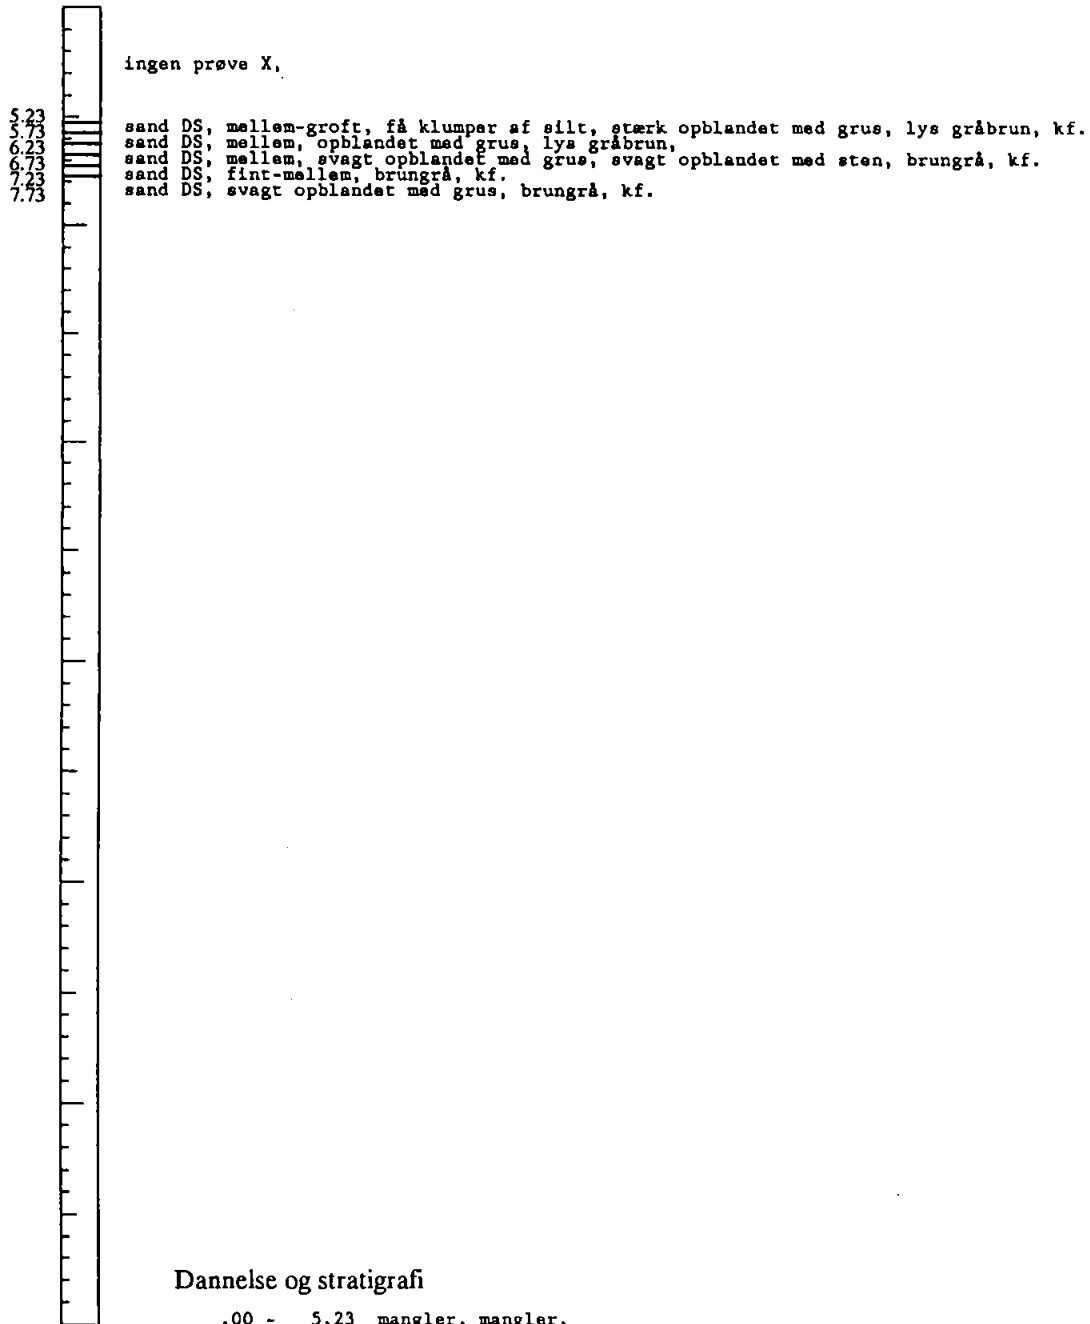 ingen prøve X,
5.23 sand DS, mellem-groft, få klumper af silt, stærk opblandet med grus, lys gråbrun, kf.
5.73 sand DS, mellem, opblandet med grus, lys gråbrun,
6.23 sand DS, mellem, svagt opblandet med grus, svagt opblandet med sten, brungrå, kf.
6.73 sand DS, fint-mellem, brungrå, kf.
7.23 sand DS, svagt opblandet med grus, brungrå, kf.
7.73
Dannelse og stratigrafi
.00 - 5.23 mangler, mangler,